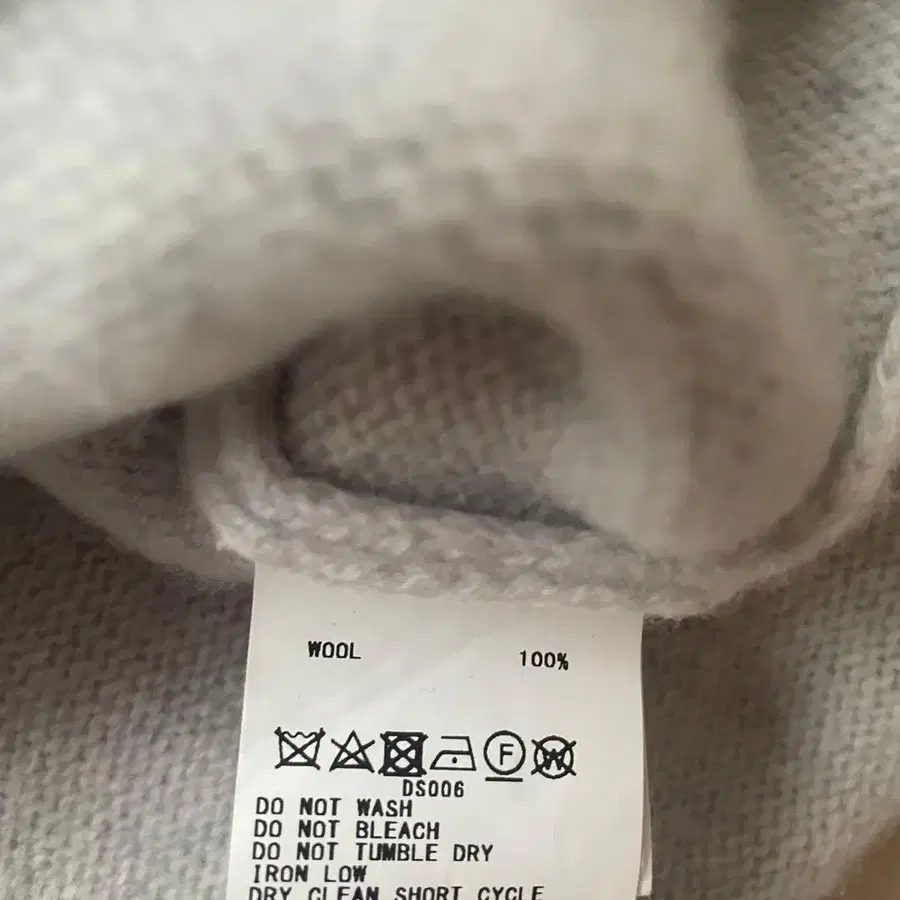 WOOL 100%
F W
DS006
DO NOT WASH
DO NOT BLEACH
DO NOT TUMBLE DRY
IRON LOW
DRY CLEAN SHORT CYCLE